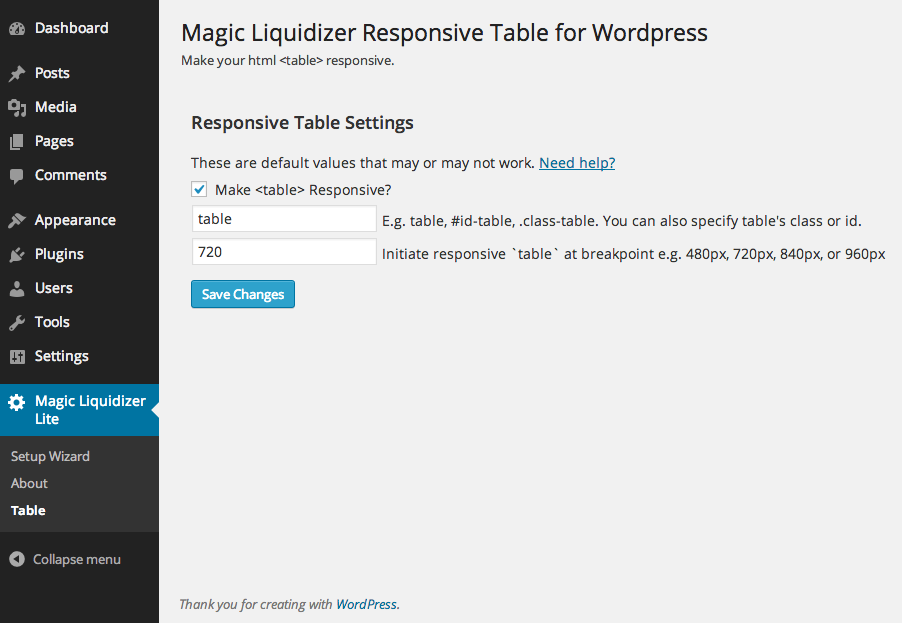 Dashboard
Posts
Media
Pages
Comments
Appearance
Plugins
Users
Tools
Settings
Magic Liquidizer
Lite
Setup Wizard
About
Table
Collapse menu
Magic Liquidizer Responsive Table for Wordpress
Make your html <table> responsive.
Responsive Table Settings
These are default values that may or may not work. Need help?
Make <table> Responsive?
table E.g. table, #id-table, .class-table. You can also specify table's class or id.
720 Initiate responsive `table` at breakpoint e.g. 480px, 720px, 840px, or 960px
Save Changes
Thank you for creating with WordPress.